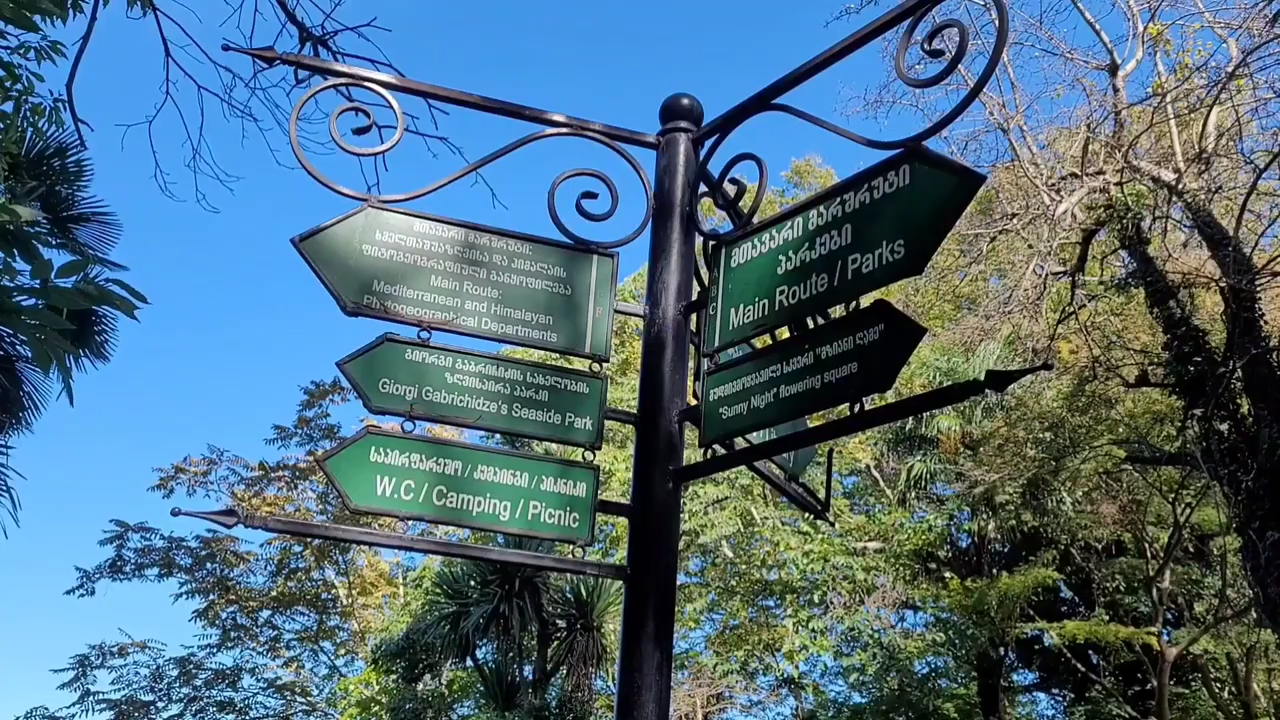 მთავარი მარშრუტი:
ხმელთაშუაზღვისა და ჰიმალაის
ფიტოგეოგრაფიული განყოფილება
Main Route:
Mediterranean and Himalayan
Phytogeographical Departments
F
გიორგი გაბრიჩიძის სახელობის
ზღვისპირა პარკი
Giorgi Gabrichidze's Seaside Park
საპირფარეშო / კემპინგი / პიკნიკი
W.C / Camping / Picnic
A B C
მთავარი მარშრუტი
პარკები
Main Route / Parks
მუდმივმოყვავილე სკვერი "მზიანი ღამე"
"Sunny Night" flowering square